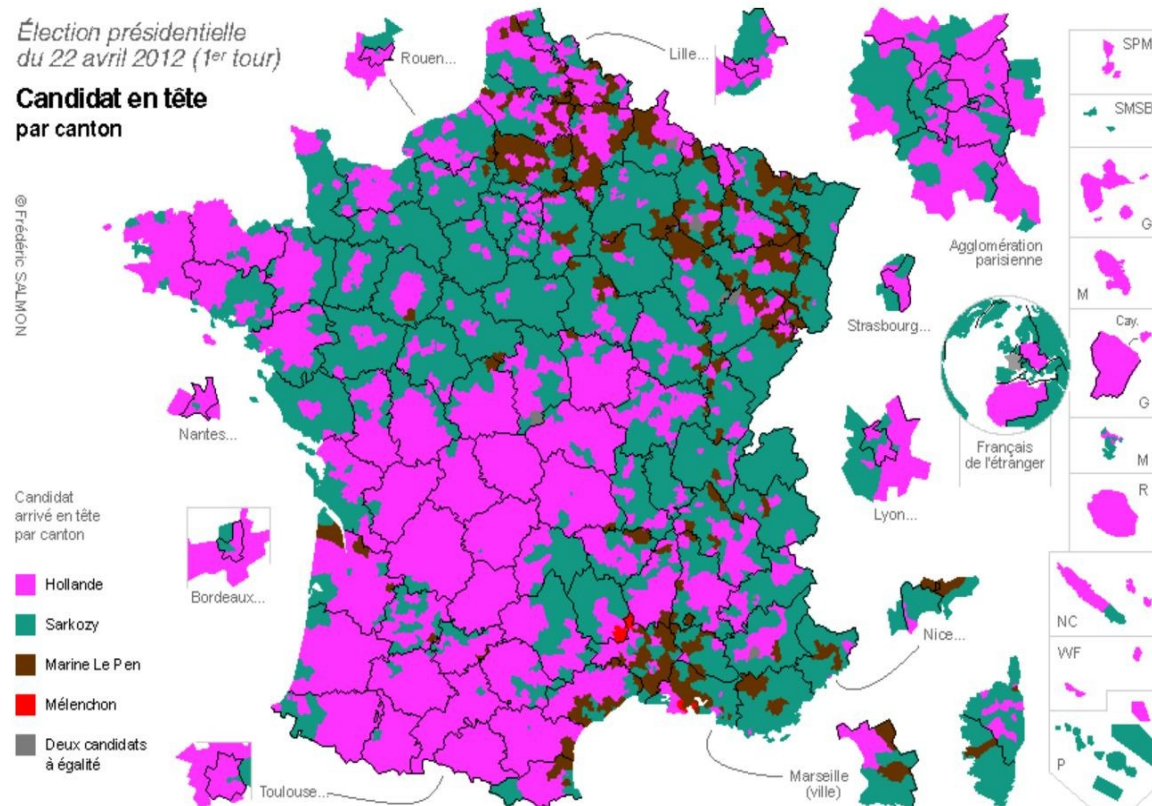 Élection présidentielle
du 22 avril 2012 (1er tour)
Candidat en tête
par canton
© Frédéric SALMON
Rouen...
Lille...
Agglomération
parisienne
Strasbourg...
Nantes...
Français
de l'étranger
Lyon...
Bordeaux...
Nice...
Toulouse...
Marseille
(ville)
Candidat
arrivé en tête
par canton
Hollande
Sarkozy
Marine Le Pen
Mélenchon
Deux candidats
à égalité
SPM
SMSB
G
M
Cay.
G
M
R
NC
WF
P